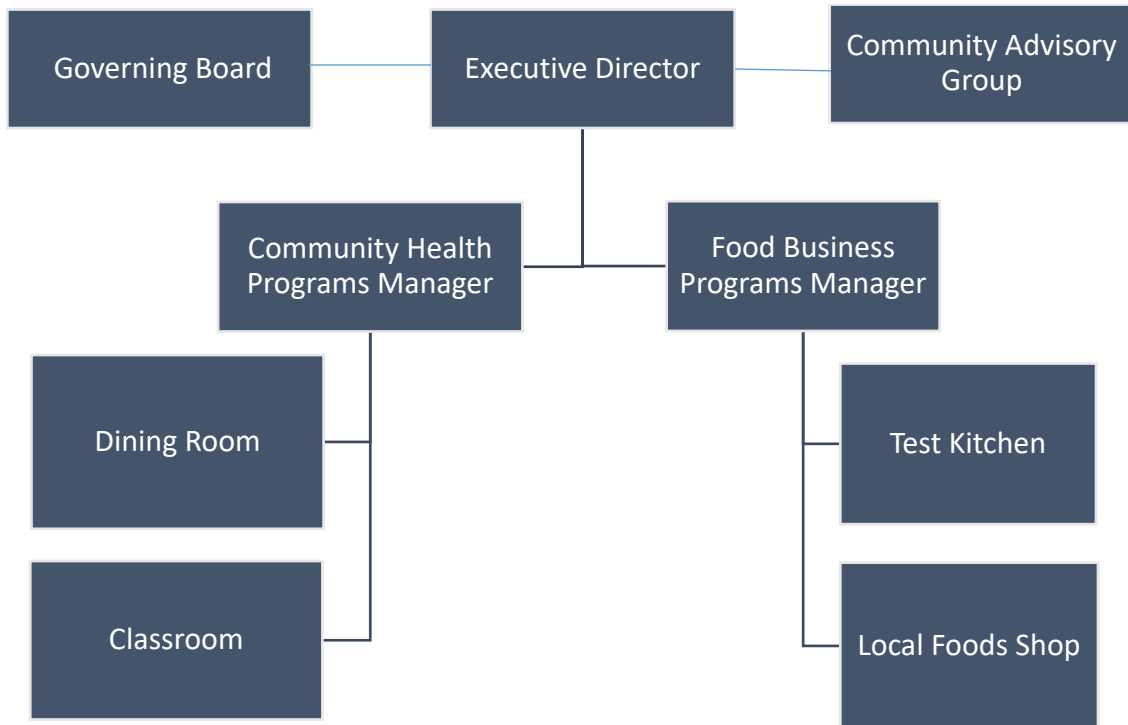 Governing Board
Executive Director
Community Advisory
Group
Community Health
Programs Manager
Food Business
Programs Manager
Dining Room
Test Kitchen
Classroom
Local Foods Shop